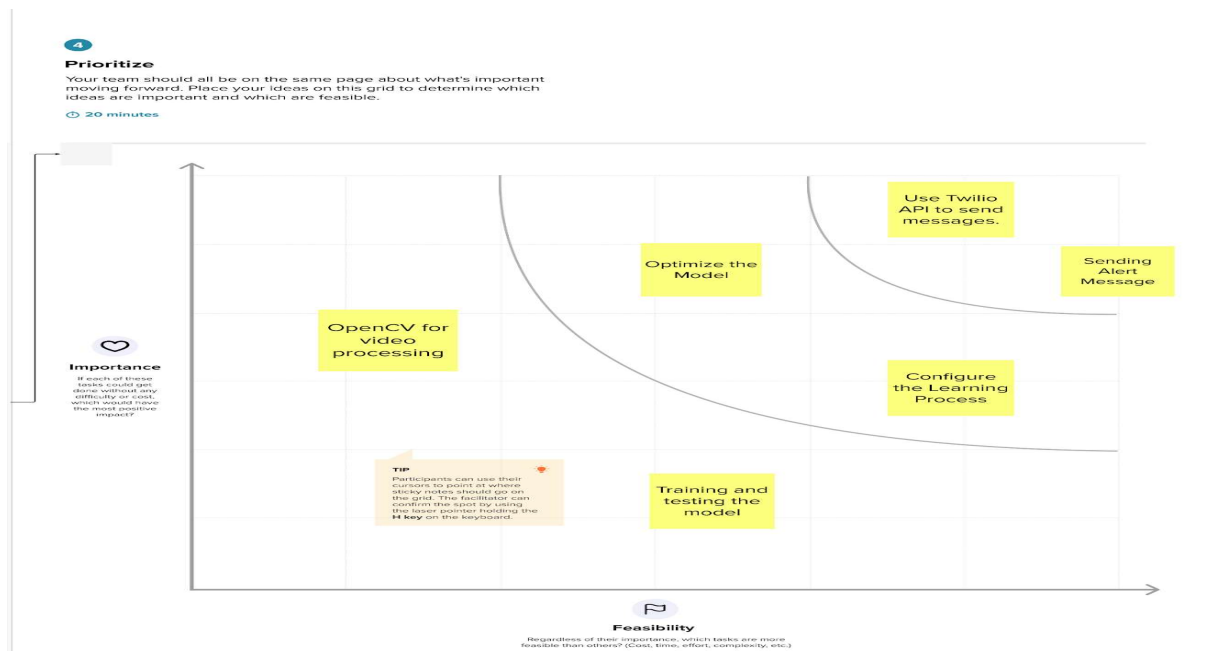 4
Prioritize
Your team should all be on the same page about what's important
moving forward. Place your ideas on this grid to determine which
ideas are important and which are feasible.
20 minutes
Use Twilio
API to send
messages.
Optimize the
Model
Sending
Alert
Message
OpenCV for
video
processing
Importance
If each of these
tasks could get
done without any
difficulty or cost,
which would have
the most positive
impact?
Configure
the Learning
Process
TIP
Participants can use their
cursors to point at where
sticky notes should go on
the grid. The facilitator can
confirm the spot by using
the laser pointer holding the
H key on the keyboard.
Training and
testing the
model
Feasibility
Regardless of their importance, which tasks are more
feasible than others? (Cost, time, effort, complexity, etc.)